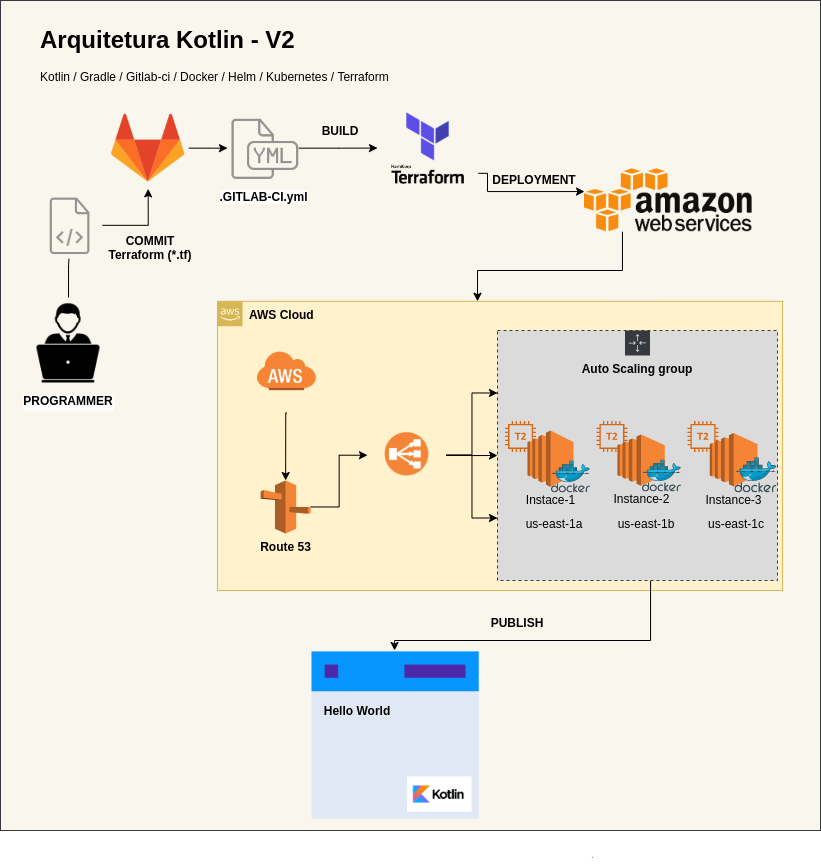 Arquitetura Kotlin - V2
Kotlin / Gradle / Gitlab-ci / Docker / Helm / Kubernetes / Terraform
BUILD
YML
HashiCorp
Terraform
DEPLOYMENT
amazon
web services
.GITLAB-CI.yml
COMMIT
Terraform (*.tf)
PROGRAMMER
aws
AWS Cloud
AWS
Auto Scaling group
T2
T2
T2
docker
docker
docker
Instace-1
Instance-2
Instance-3
us-east-1a
us-east-1b
us-east-1c
Route 53
PUBLISH
Hello World
Kotlin